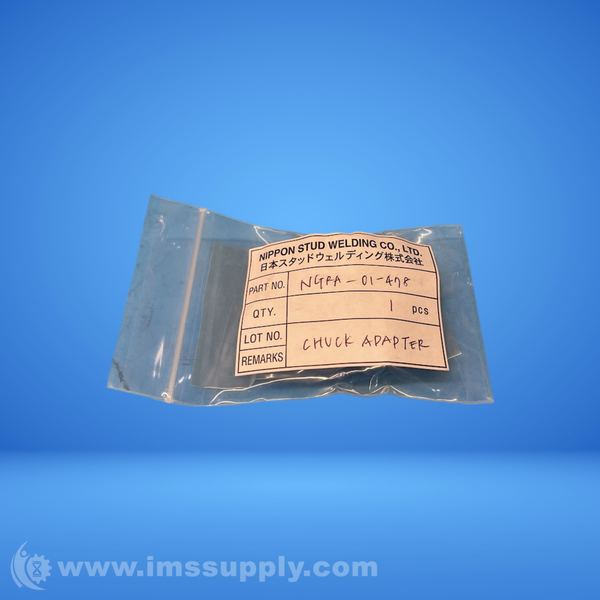 NIPPON STUD WELDING CO., LTD.
日本スタッドウェルディング株式会社
PART NO. NGRA-01-478
QTY. 1 pcs
LOT NO.
REMARKS CHUCK ADAPTER
www.imssupply.com